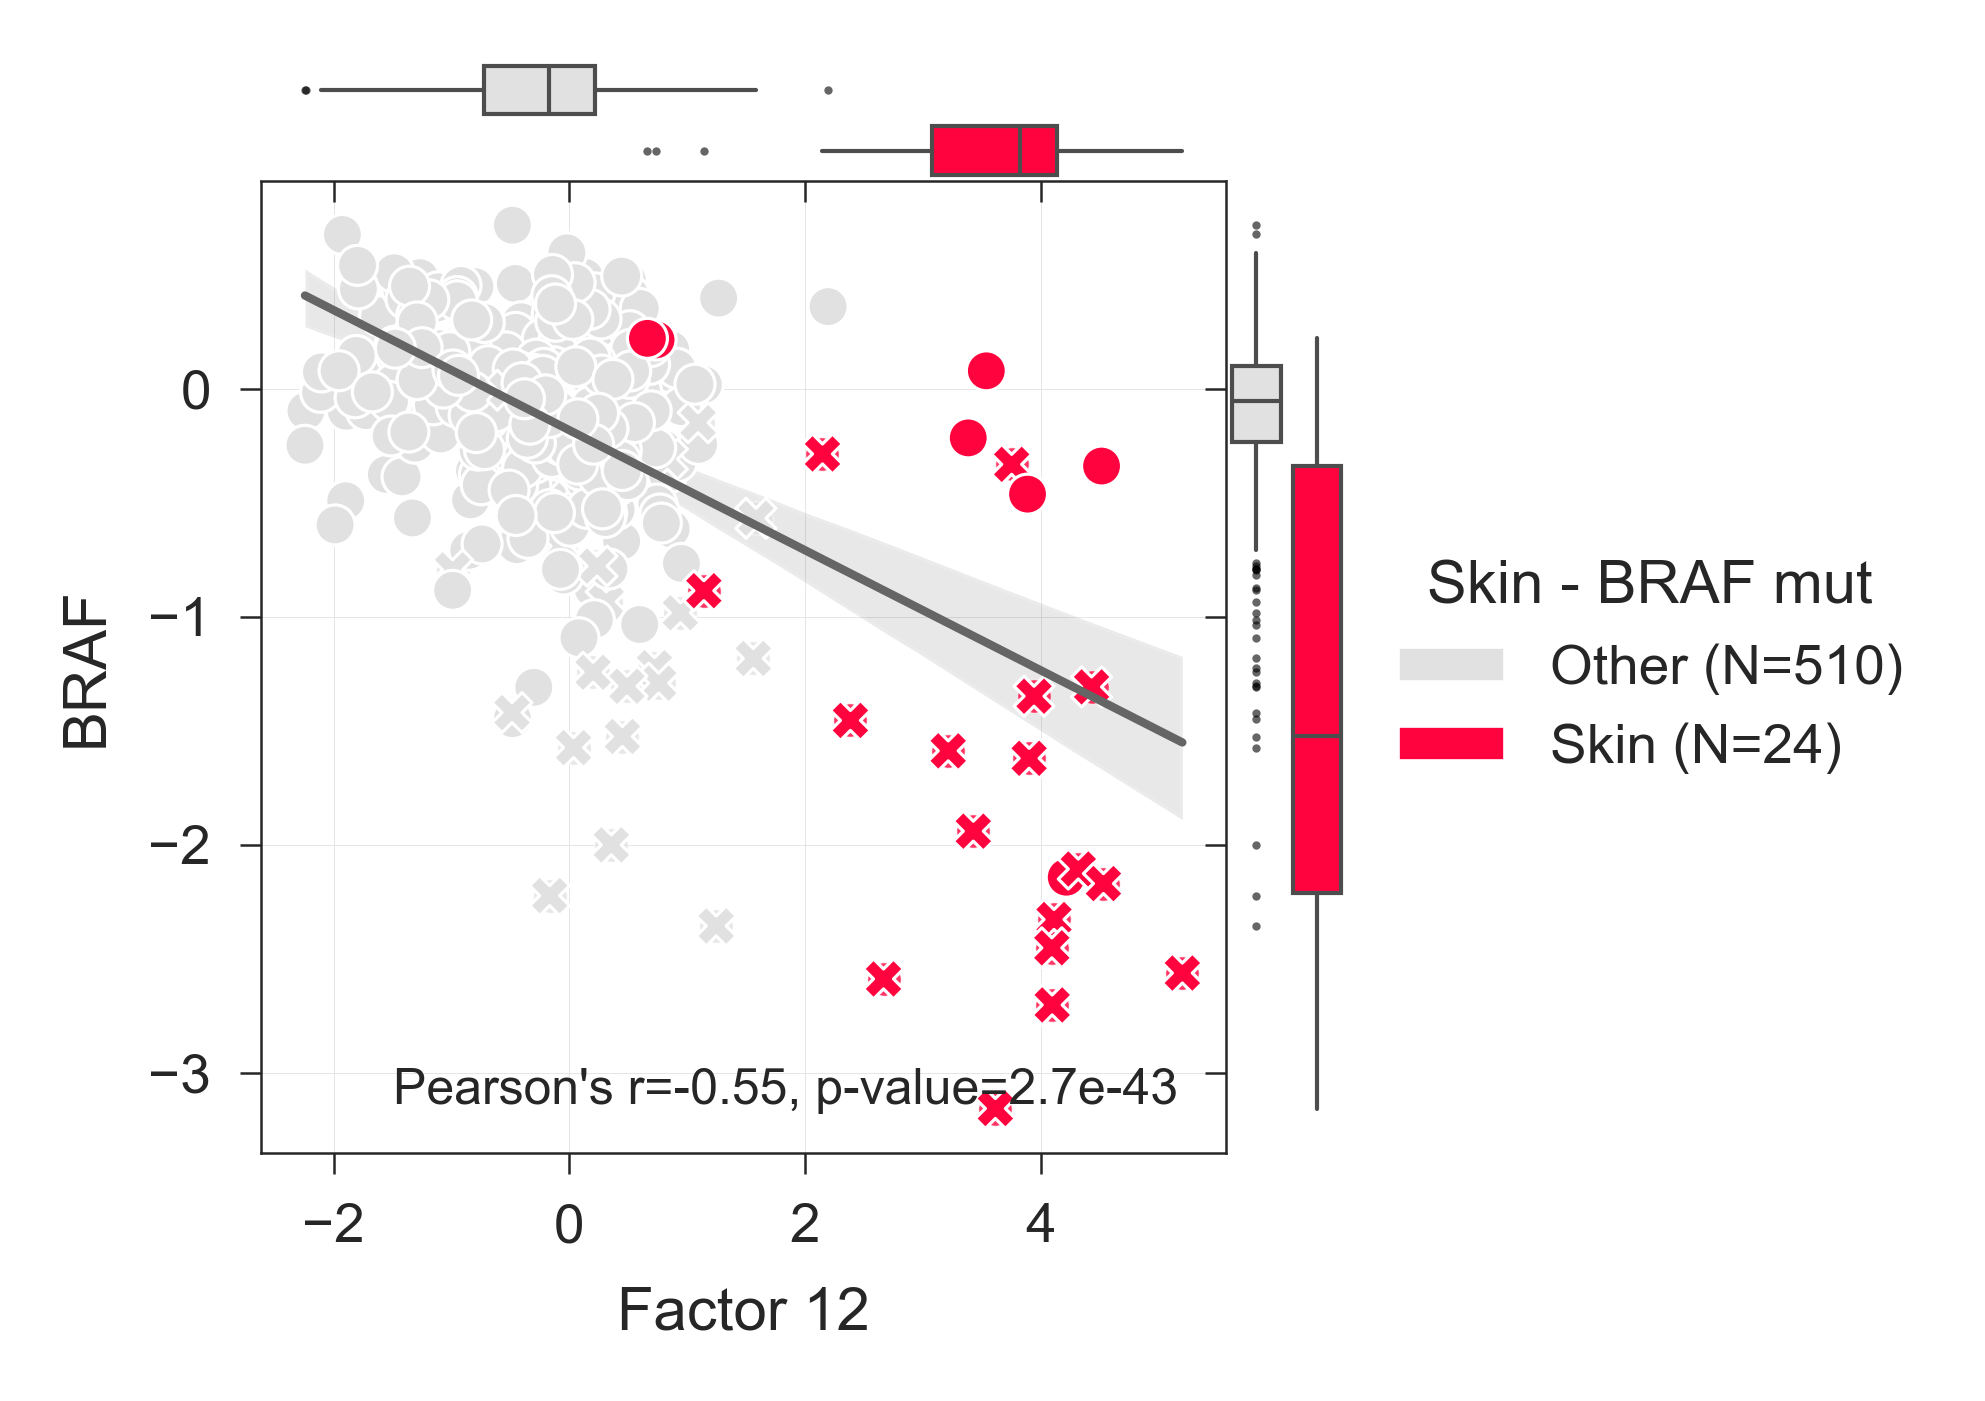 0
−1
−2
−3
BRAF
Pearson's r=-0.55, p-value=2.7e-43
−2 0 2 4
Factor 12
Skin - BRAF mut
Other (N=510)
Skin (N=24)